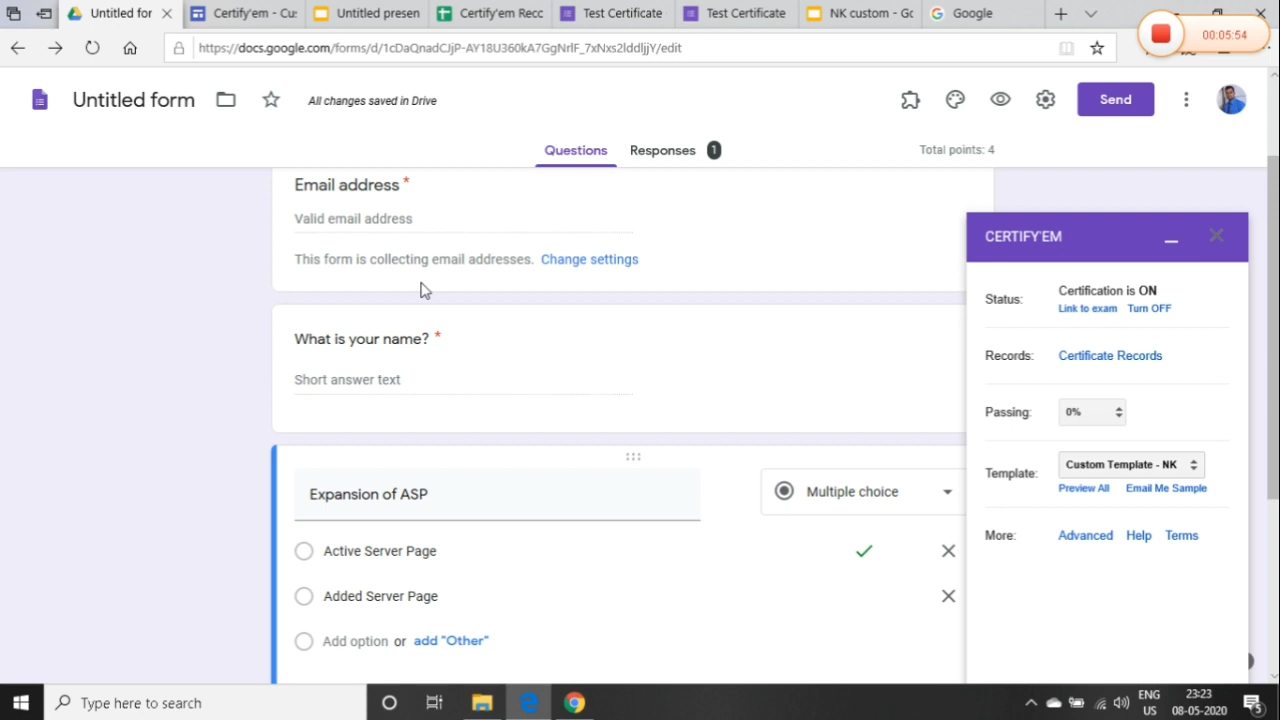 Untitled for
Certify'em - Cus
Untitled presen
Certify'em Reco
Test Certificate
Test Certificate
NK custom - Go
Google
00:05:54
https://docs.google.com/forms/d/1cDaQnadCJjP-AY18U360kA7GgNrlF_7xNxs2lddljjY/edit
Untitled form
All changes saved in Drive
Send
Questions
Responses 1
Total points: 4
Email address *
Valid email address
This form is collecting email addresses. Change settings
What is your name? *
Short answer text
Expansion of ASP
Multiple choice
Active Server Page
Added Server Page
Add option or add "Other"
CERTIFY'EM
Status: Certification is ON
Link to exam Turn OFF
Records: Certificate Records
Passing: 0%
Template: Custom Template - NK
Preview All Email Me Sample
More: Advanced Help Terms
Type here to search
ENG
US
23:23
08-05-2020
5